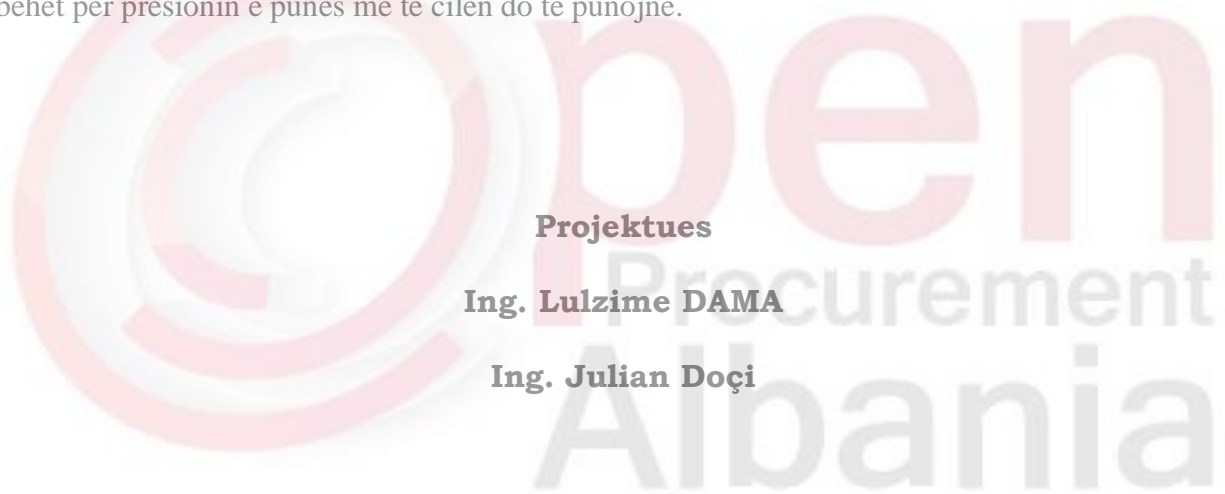 behet per presionin e punes me te cilen do te punojne.
Open
Projektues
Procurement
Ing. Lulzime DAMA
Ing. Julian Doçi
Albania